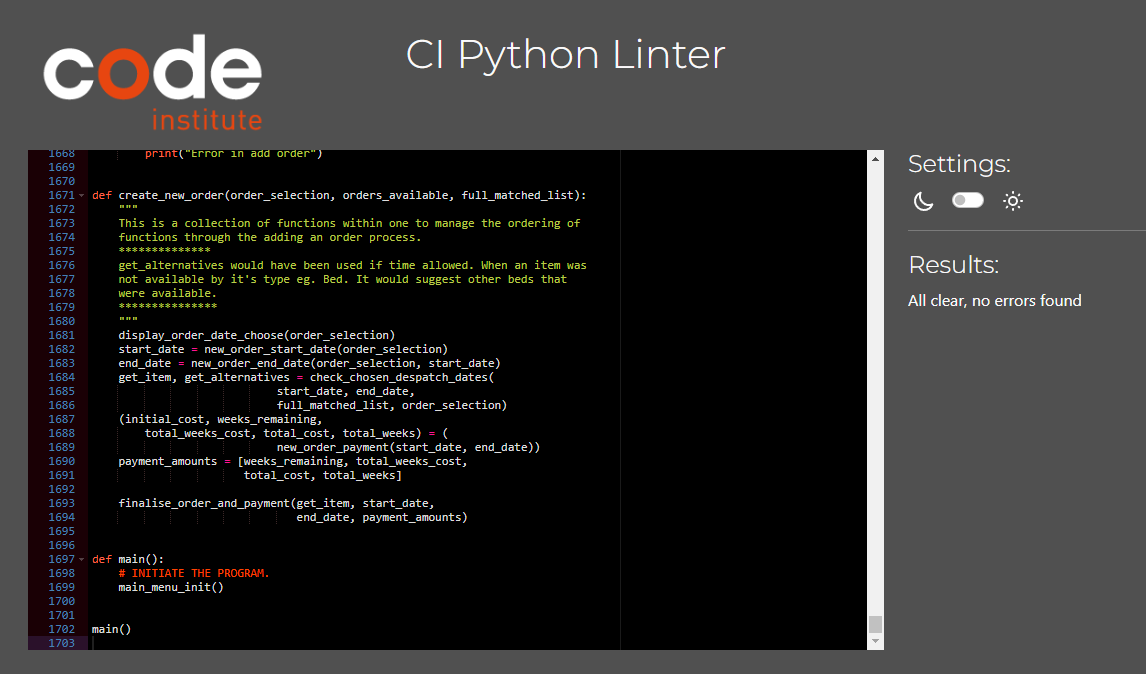 code
institute
CI Python Linter
1668 print("Error in add order")
1669
1670
1671 def create_new_order(order_selection, orders_available, full_matched_list):
1672 """
1673 This is a collection of functions within one to manage the ordering of
1674 functions through the adding an order process.
1675 **************
1676 get_alternatives would have been used if time allowed. When an item was
1677 not available by it's type eg. Bed. It would suggest other beds that
1678 were available.
1679 ***************
1680 """
1681 display_order_date_choose(order_selection)
1682 start_date = new_order_start_date(order_selection)
1683 end_date = new_order_end_date(order_selection, start_date)
1684 get_item, get_alternatives = check_chosen_despatch_dates(
1685 start_date, end_date,
1686 full_matched_list, order_selection)
1687 (initial_cost, weeks_remaining,
1688 total_weeks_cost, total_cost, total_weeks) = (
1689 new_order_payment(start_date, end_date))
1690 payment_amounts = [weeks_remaining, total_weeks_cost,
1691 total_cost, total_weeks]
1692
1693 finalise_order_and_payment(get_item, start_date,
1694 end_date, payment_amounts)
1695
1696
1697 def main():
1698 # INITIATE THE PROGRAM.
1699 main_menu_init()
1700
1701
1702 main()
1703
Settings:
Results:
All clear, no errors found